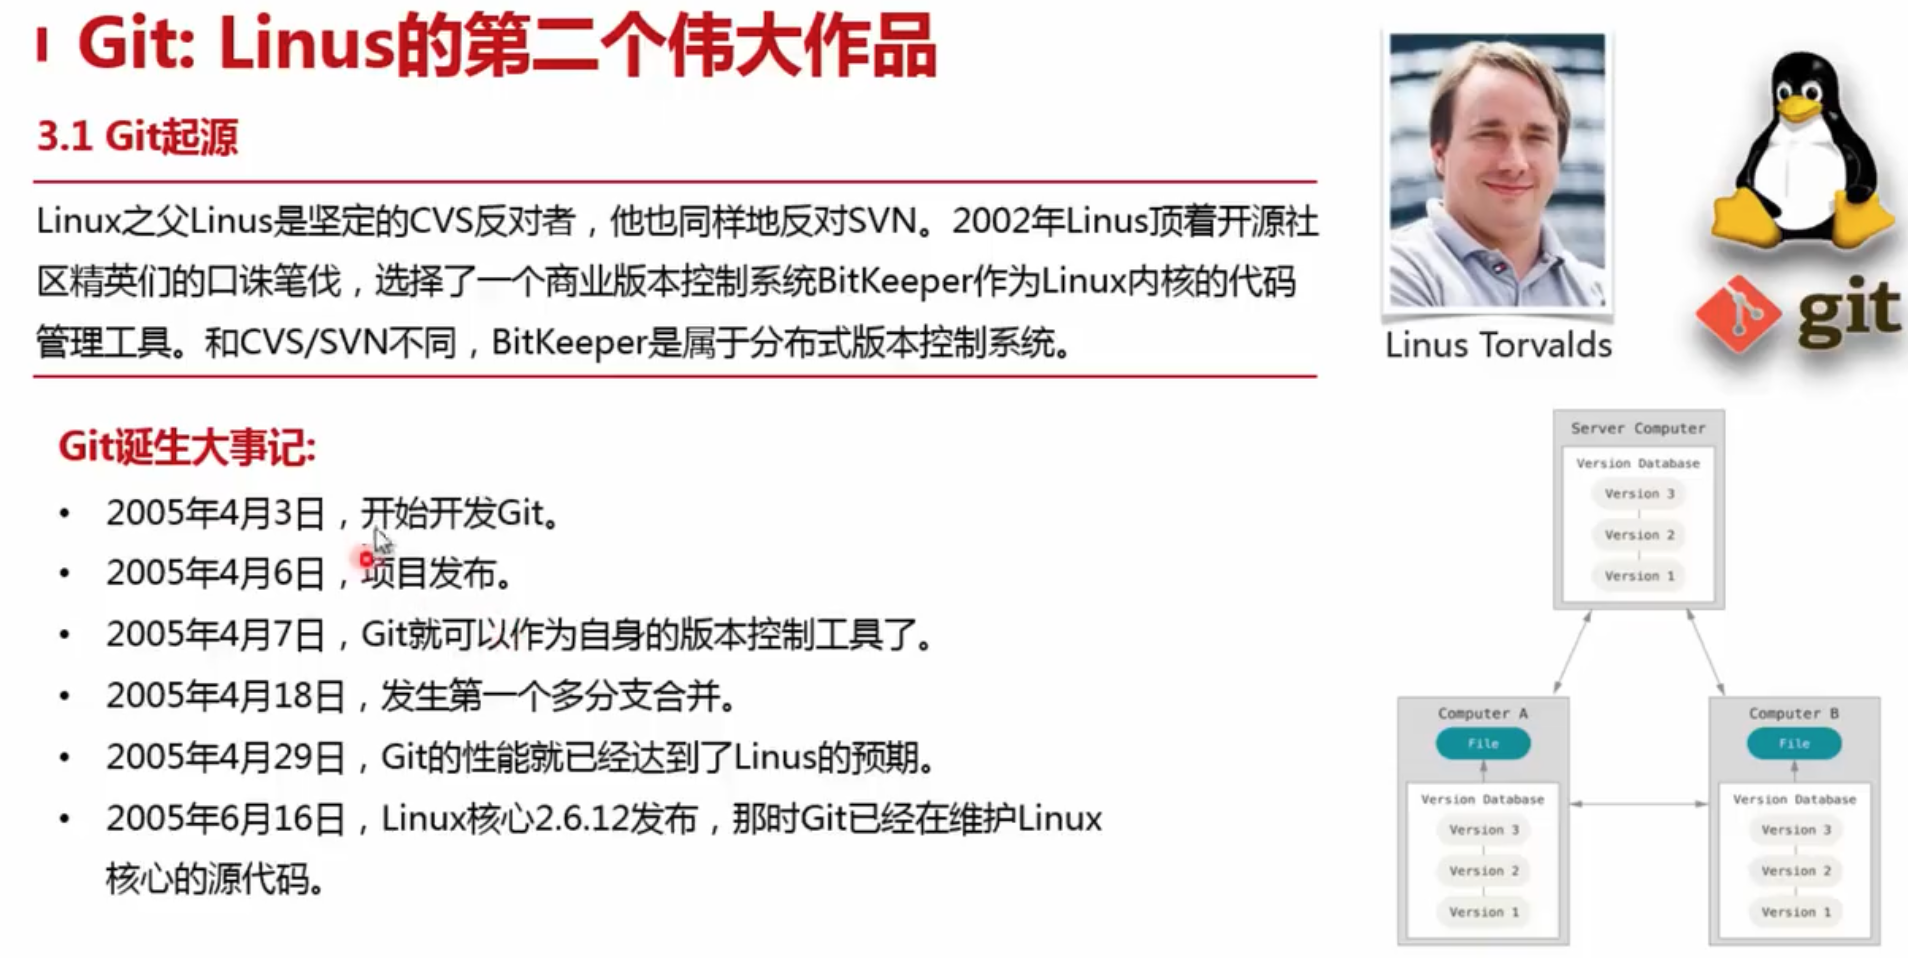 Git: Linus的第二个伟大作品
3.1 Git起源
Linux之父Linus是坚定的CVS反对者，他也同样地反对SVN。2002年Linus顶着开源社
区精英们的口诛笔伐，选择了一个商业版本控制系统BitKeeper作为Linux内核的代码
管理工具。和CVS/SVN不同，BitKeeper是属于分布式版本控制系统。
Linus Torvalds
git
Git诞生大事记:
• 2005年4月3日，开始开发Git。
• 2005年4月6日，项目发布。
• 2005年4月7日，Git就可以作为自身的版本控制工具了。
• 2005年4月18日，发生第一个多分支合并。
• 2005年4月29日，Git的性能就已经达到了Linus的预期。
• 2005年6月16日，Linux核心2.6.12发布，那时Git已经在维护Linux
核心的源代码。
Server Computer
Version Database
Version 3
Version 2
Version 1
Computer A
File
Version Database
Version 3
Version 2
Version 1
Computer B
File
Version Database
Version 3
Version 2
Version 1